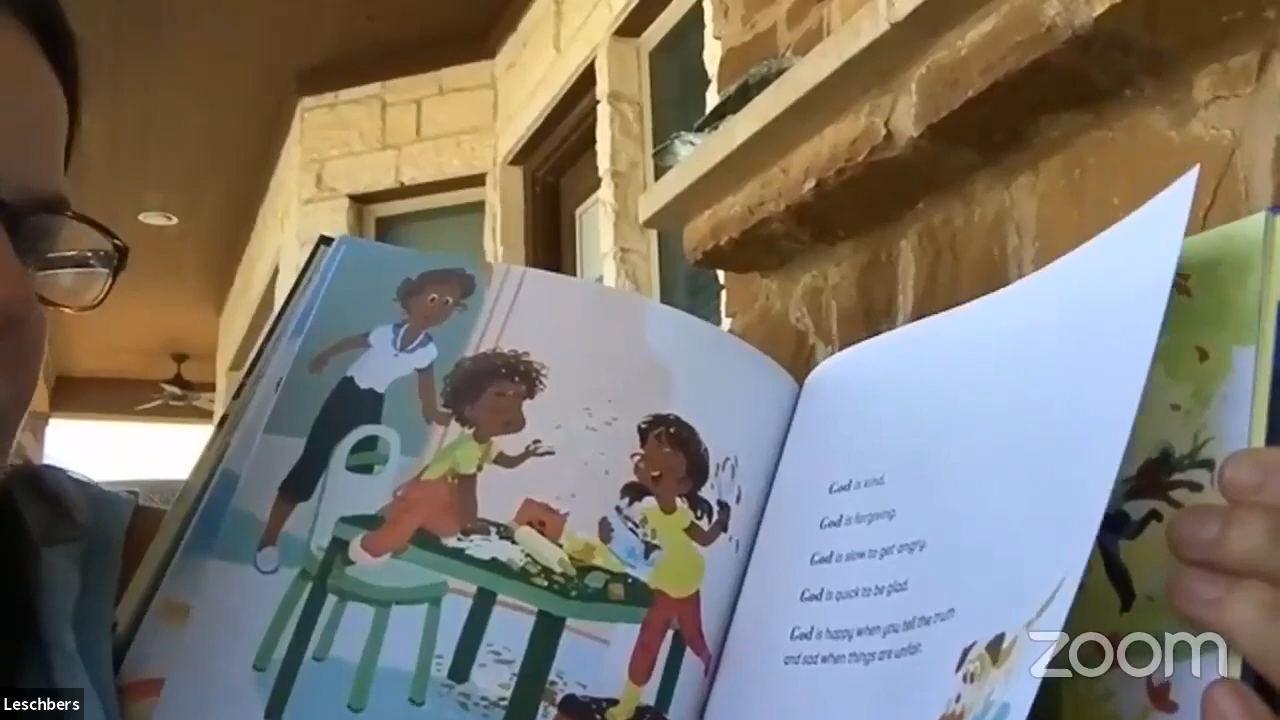 God is kind.
God is forgiving.
God is slow to get angry.
God is quick to be glad.
God is happy when you tell the truth
and sad when things are unfair.
zoom
Leschbers